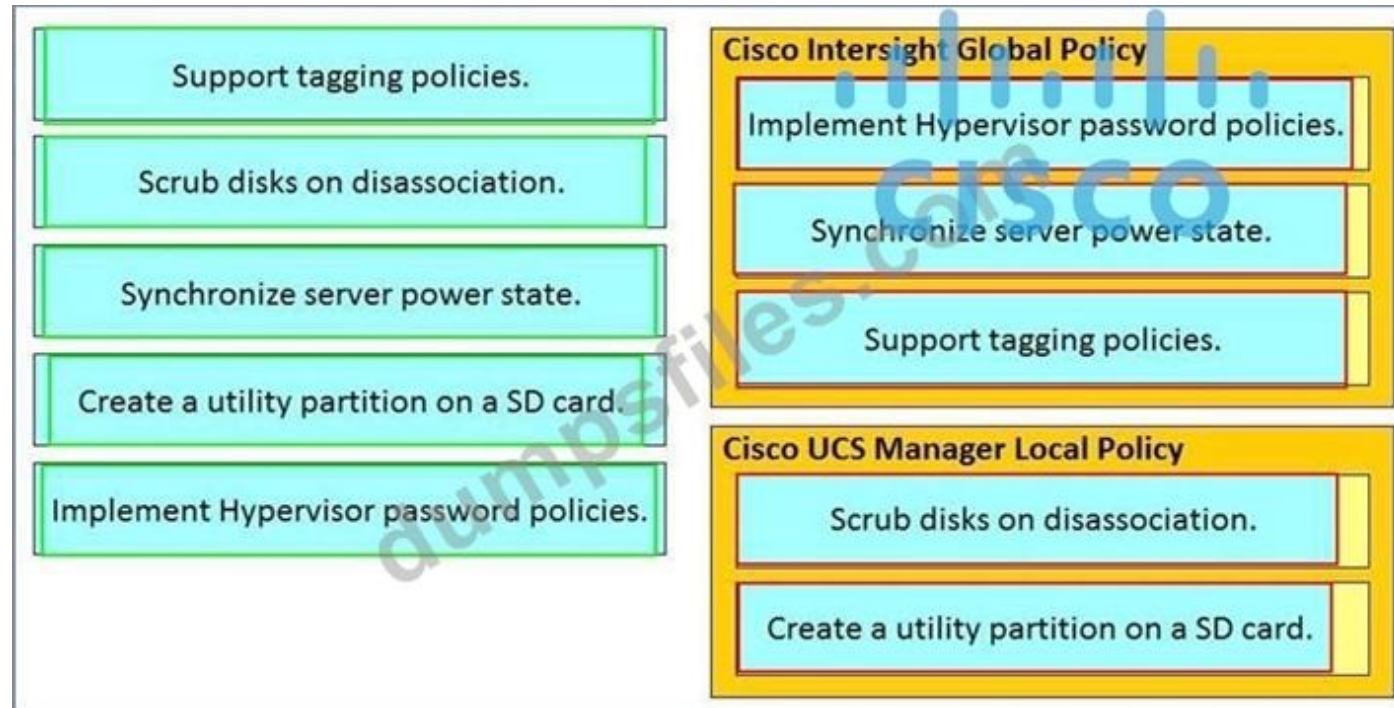 Support tagging policies.
Scrub disks on disassociation.
Synchronize server power state.
Create a utility partition on a SD card.
Implement Hypervisor password policies.
Cisco Intersight Global Policy
Implement Hypervisor password policies.
Synchronize server power state.
Support tagging policies.
Cisco UCS Manager Local Policy
Scrub disks on disassociation.
Create a utility partition on a SD card.
CISCO
dumpsfiles.com